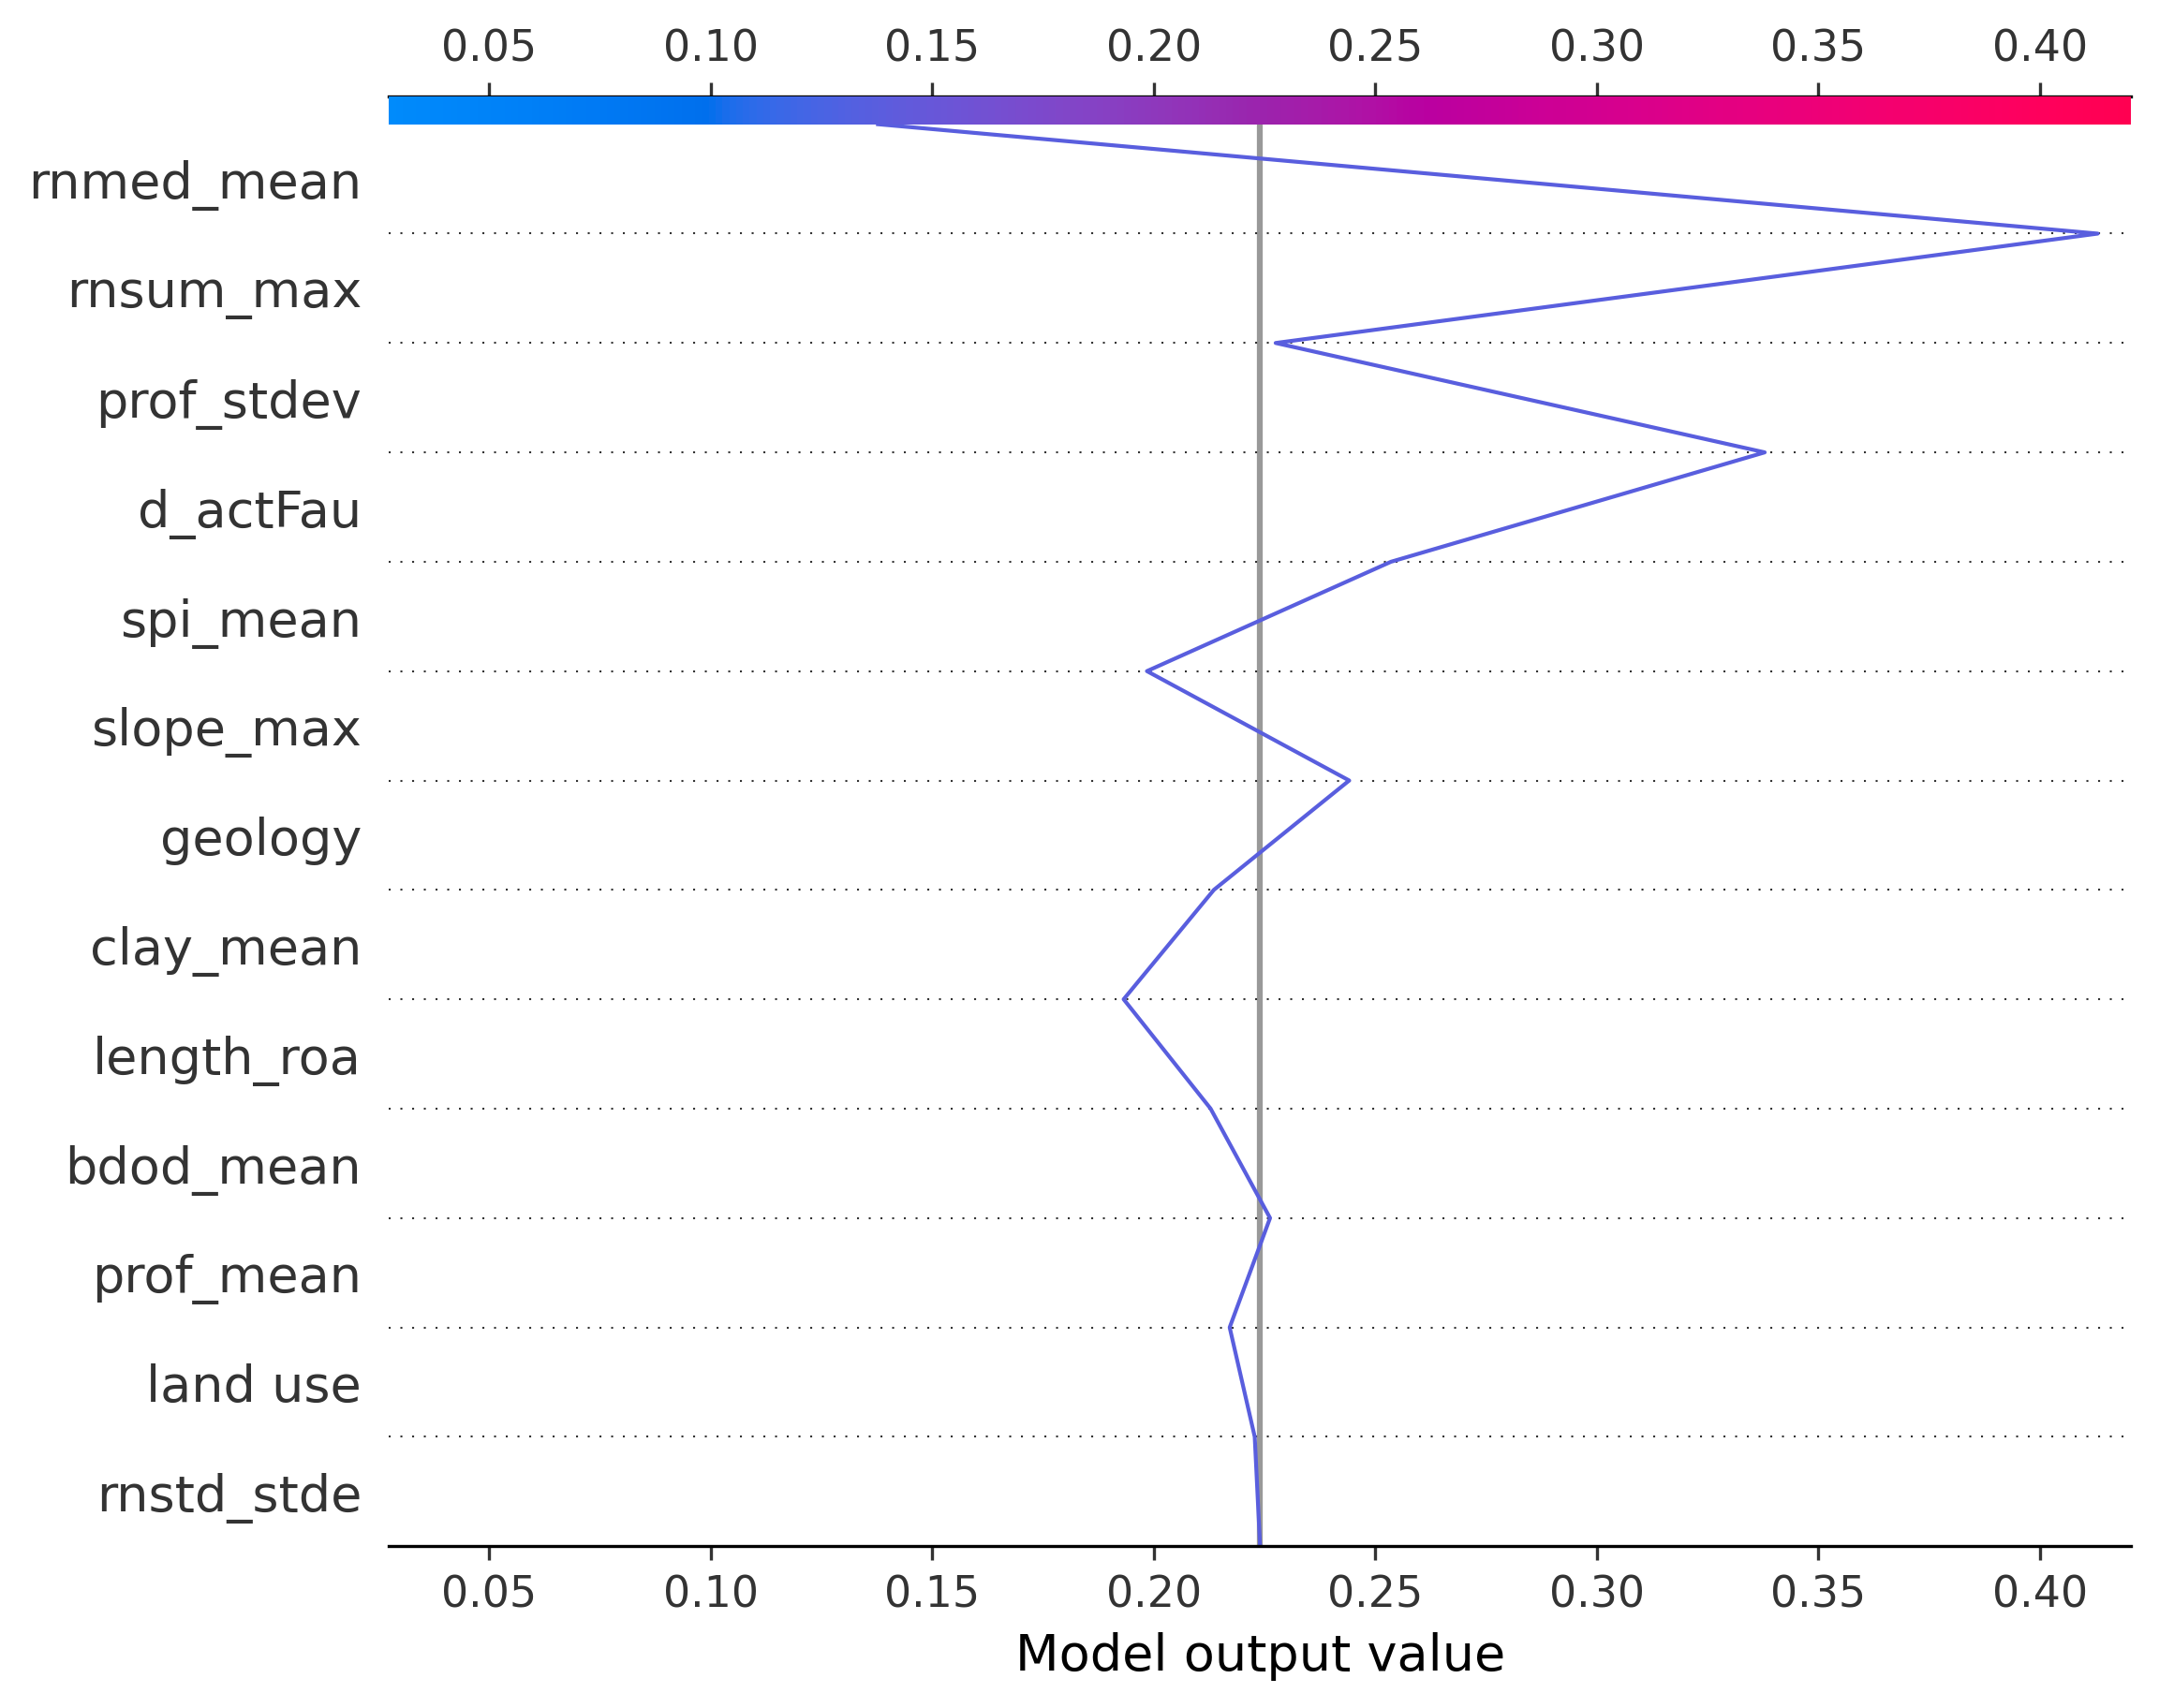 0.05 0.10 0.15 0.20 0.25 0.30 0.35 0.40
rnmed_mean
rnsum_max
prof_stdev
d_actFau
spi_mean
slope_max
geology
clay_mean
length_roa
bdod_mean
prof_mean
land use
rnstd_stde
0.05 0.10 0.15 0.20 0.25 0.30 0.35 0.40
Model output value